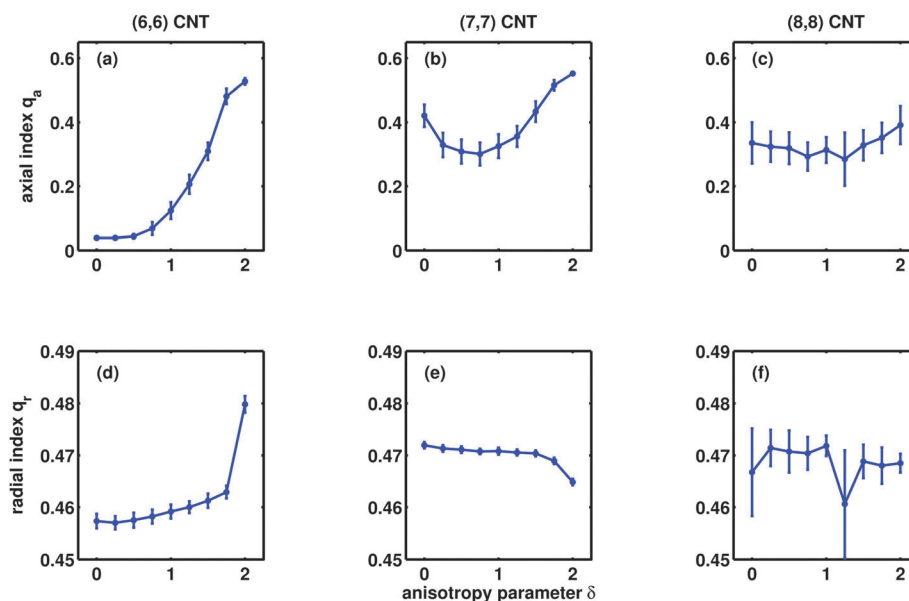 (6,6) CNT
(7,7) CNT
(8,8) CNT
axial index q_a
(a)
0.6
0.4
0.2
0
0 1 2
(b)
0.6
0.4
0.2
0
0 1 2
(c)
0.6
0.4
0.2
0
0 1 2
radial index q_r
(d)
0.49
0.48
0.47
0.46
0.45
0 1 2
(e)
0.49
0.48
0.47
0.46
0.45
0 1 2
(f)
0.49
0.48
0.47
0.46
0.45
0 1 2
anisotropy parameter δ